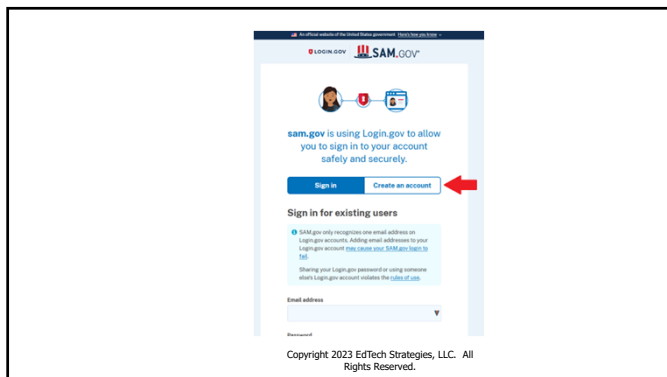 An official website of the United States government Here's how you know
LOGIN.GOV SAM.GOV®
sam.gov is using Login.gov to allow
you to sign in to your account
safely and securely.
Sign in Create an account
Sign in for existing users
SAM.gov only recognizes one email address on
Login.gov accounts. Adding email addresses to your
Login.gov account may cause your SAM.gov login to
fail.
Sharing your Login.gov password or using someone
else's Login.gov account violates the rules of use.
Email address
Password
Copyright 2023 EdTech Strategies, LLC. All
Rights Reserved.